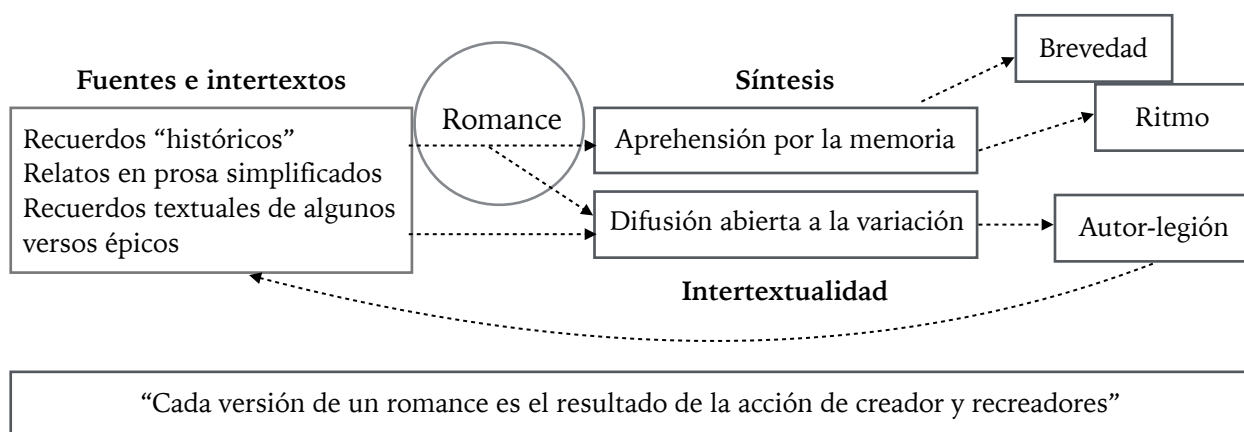 Brevedad
Fuentes e intertextos
Síntesis
Romance
Ritmo
Recuerdos “históricos”
Relatos en prosa simplificados
Recuerdos textuales de algunos
versos épicos
Aprehensión por la memoria
Difusión abierta a la variación
Autor-legión
Intertextualidad
“Cada versión de un romance es el resultado de la acción de creador y recreadores”